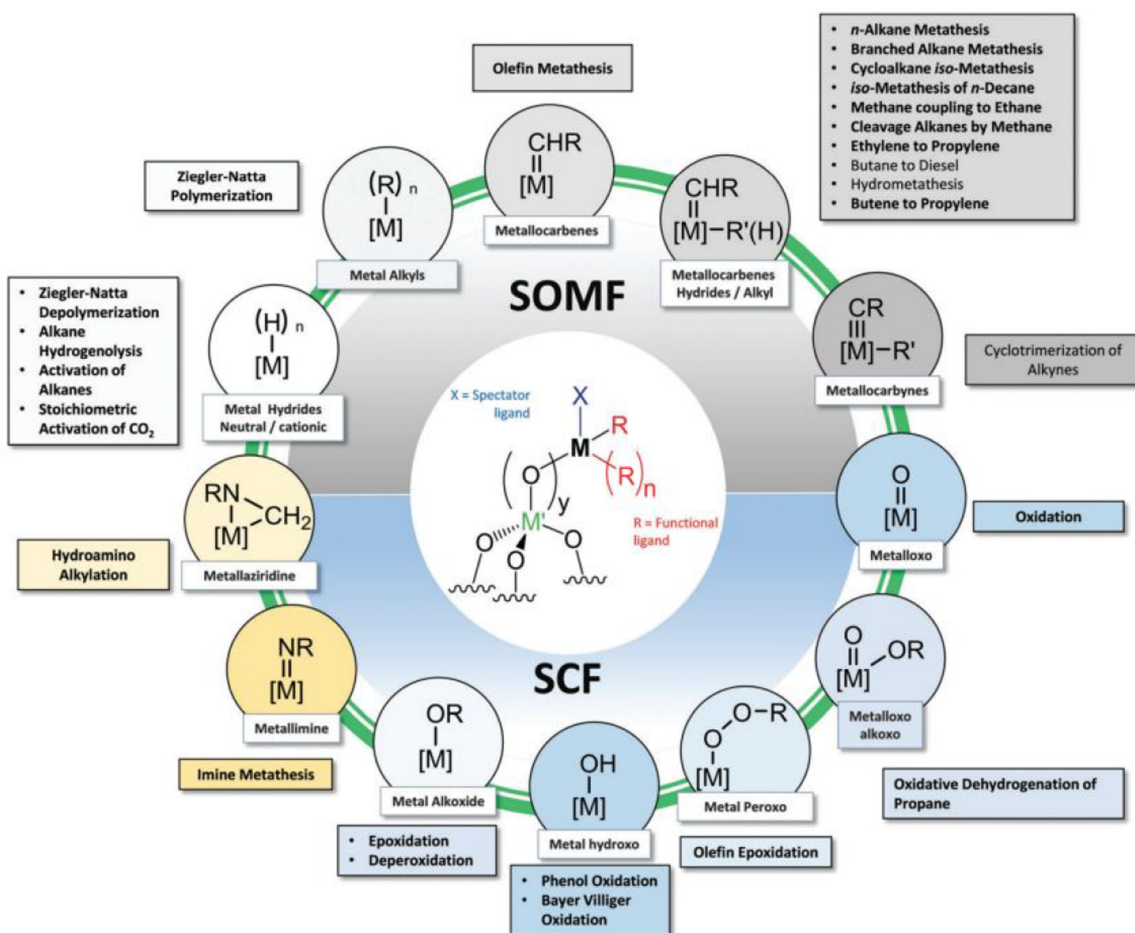 Olefin Metathesis
• n-Alkane Metathesis
• Branched Alkane Metathesis
• Cycloalkane iso-Metathesis
• iso-Metathesis of n-Decane
• Methane coupling to Ethane
• Cleavage Alkanes by Methane
• Ethylene to Propylene
• Butane to Diesel
• Hydrometathesis
• Butene to Propylene
Ziegler-Natta
Polymerization
(R) n
[M]
Metal Alkyls
CHR
[M]
Metallocarbenes
CHR
[M]-R'(H)
Metallocarbenes
Hydrides / Alkyl
• Ziegler-Natta
Depolymerization
• Alkane
Hydrogenolysis
• Activation of
Alkanes
• Stoichiometric
Activation of CO2
(H) n
[M]
Metal Hydrides
Neutral / cationic
SOMF
CR
[M]-R'
Metallocarbynes
Cyclotrimerization of
Alkynes
X = Spectator
ligand
X
M
R
(R)n
(O)y
M'
O
O
O
R = Functional
ligand
RN
CH2
[M]
Metallaziridine
Hydroamino
Alkylation
O
[M]
Metalloxo
Oxidation
NR
[M]
Metallimine
Imine Metathesis
SCF
O
[M]
OR
Metalloxo
alkoxo
Oxidative Dehydrogenation of
Propane
OR
[M]
Metal Alkoxide
• Epoxidation
• Deperoxidation
OH
[M]
Metal hydroxo
• Phenol Oxidation
• Bayer Villiger
Oxidation
O-R
O
[M]
Metal Peroxo
Olefin Epoxidation